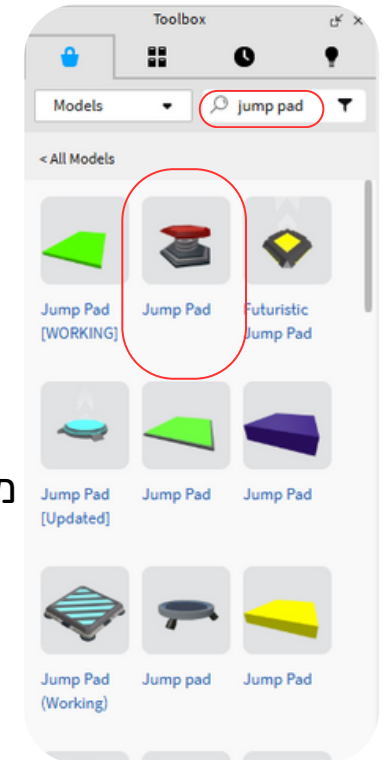 Toolbox
Models
jump pad
< All Models
Jump Pad
[WORKING]
Jump Pad
Futuristic
Jump Pad
Jump Pad
[Updated]
Jump Pad
Jump Pad
Jump Pad
(Working)
Jump pad
Jump Pad